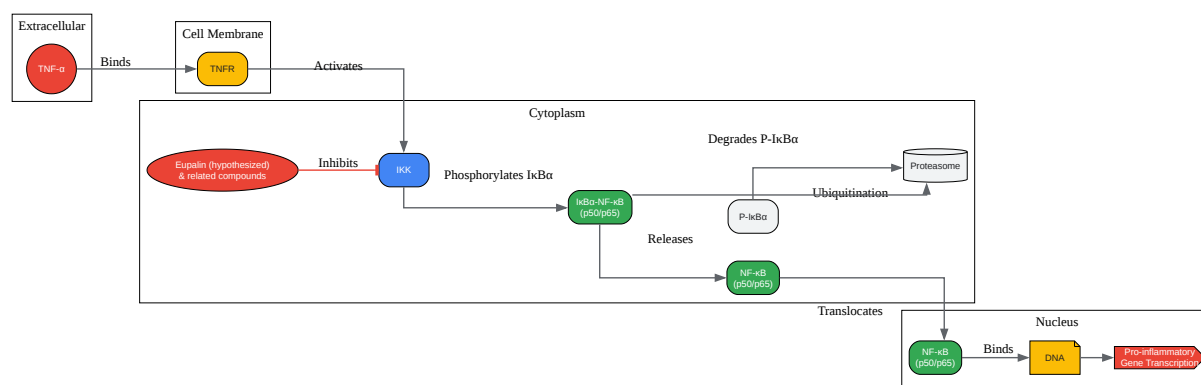 Extracellular
TNF-α
Binds
Cell Membrane
TNFR
Activates
Cytoplasm
Eupalin (hypothesized)
& related compounds
Inhibits
IKK
Phosphorylates IκBα
IκBα-NF-κB
(p50/p65)
Degrades P-IκBα
P-IκBα
Ubiquitination
Proteasome
Releases
NF-κB
(p50/p65)
Translocates
Nucleus
NF-κB
(p50/p65)
Binds
DNA
Pro-inflammatory
Gene Transcription